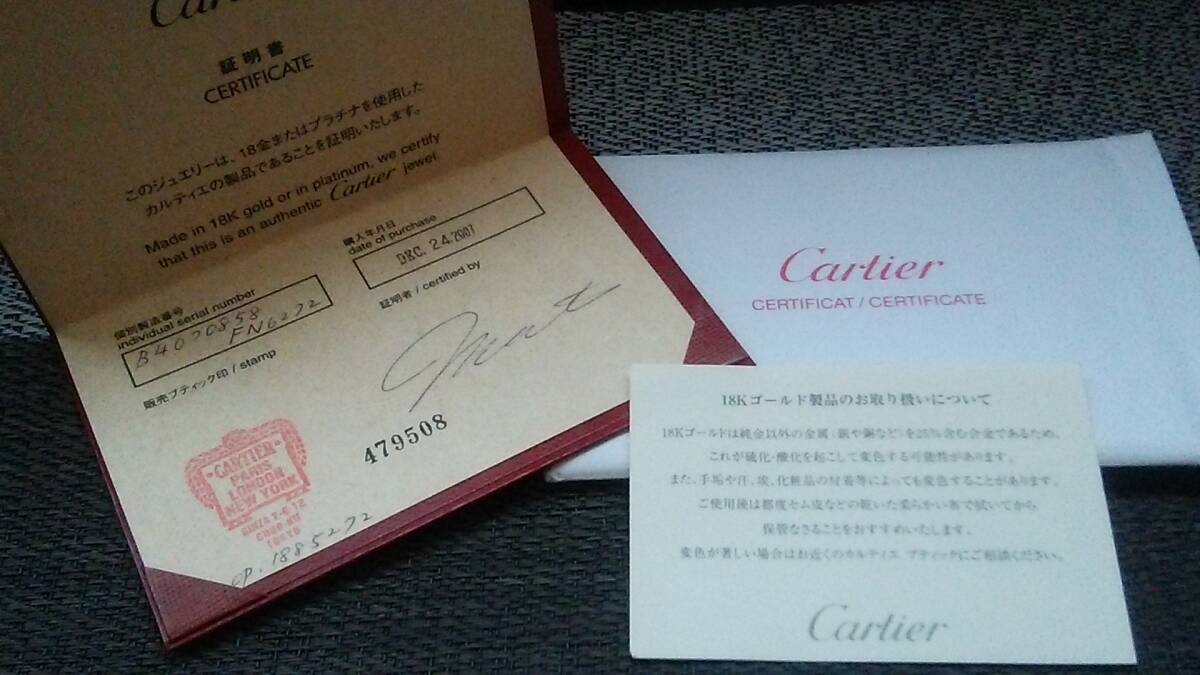 証明書
CERTIFICATE
このジュエリーは、18金またはプラチナを使用した
カルティエの製品であることを証明いたします。
Made in 18K gold or in platinum, we certify
that this is an authentic Cartier jewel
個別製造番号
individual serial number
B4070858
FN6272
購入年月日
date of purchase
DEC. 24.2007
販売ブティック印 / stamp
証明者 / certified by
479508
CARTIER
PARIS
LONDON
NEW YORK
TOKYO
op. 1885272
Cartier
CERTIFICAT / CERTIFICATE
18Kゴールド製品のお取り扱いについて
18Kゴールドは純金以外の金属（銀や銅など）を25%含む合金であるため、
これが硫化・酸化を起こして変色する可能性があります。
また、手垢や汗、埃、化粧品の付着等によっても変色することがあります。
ご使用後は都度セム皮などの乾いた柔らかい布で拭いてから
保管なさることをおすすめいたします。
変色が著しい場合はお近くのカルティエ ブティックにご相談ください。
Cartier